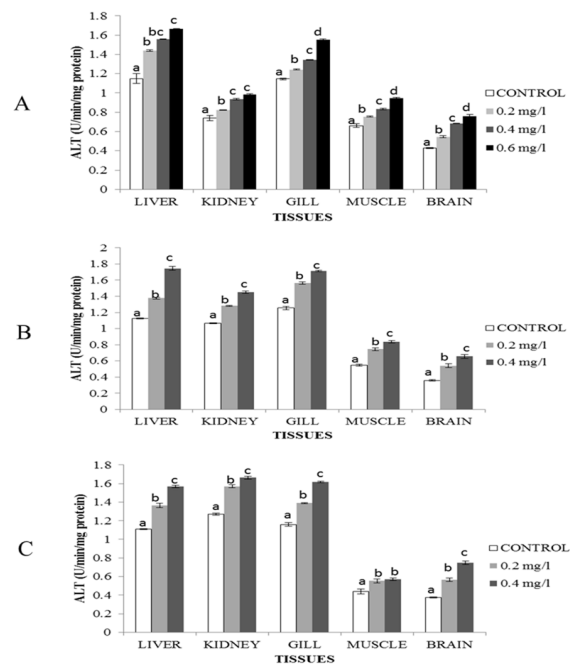 A
ALT (U/min/mg protein)
1.8
1.6
1.4
1.2
1
0.8
0.6
0.4
0.2
0
a b bc c
a b c c
a b c d
a b c d
a b c d
CONTROL
0.2 mg/l
0.4 mg/l
0.6 mg/l
LIVER KIDNEY GILL MUSCLE BRAIN
TISSUES
B
ALT (U/min/mg protein)
2
1.8
1.6
1.4
1.2
1
0.8
0.6
0.4
0.2
0
a b c
a b c
a b c
a b c
a b c
CONTROL
0.2 mg/l
0.4 mg/l
LIVER KIDNEY GILL MUSCLE BRAIN
TISSUES
C
ALT (U/min/mg protein)
1.8
1.6
1.4
1.2
1
0.8
0.6
0.4
0.2
0
a b c
a b c
a b c
a b b
a b c
CONTROL
0.2 mg/l
0.4 mg/l
LIVER KIDNEY GILL MUSCLE BRAIN
TISSUES